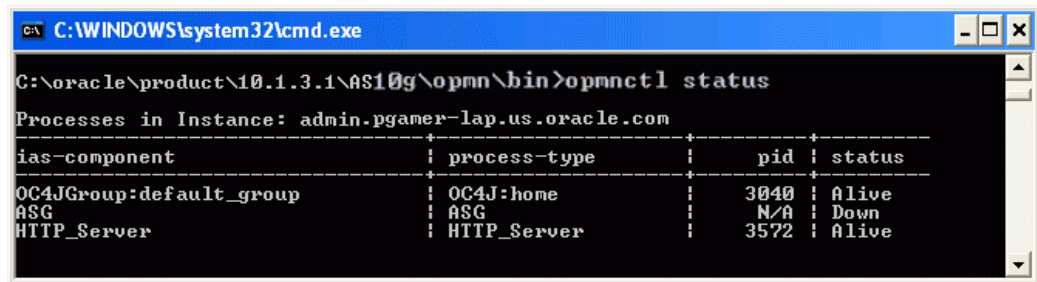 C:\WINDOWS\system32\cmd.exe
C:\oracle\product\10.1.3.1\AS10g\opmn\bin>opmnctl status
Processes in Instance: admin.pgamer-lap.us.oracle.com
---------------------------------+------------------------+---------+---------
ias-component | process-type | pid | status
---------------------------------+------------------------+---------+---------
OC4JGroup:default_group | OC4J:home | 3040 | Alive
ASG | ASG | N/A | Down
HTTP_Server | HTTP_Server | 3572 | Alive